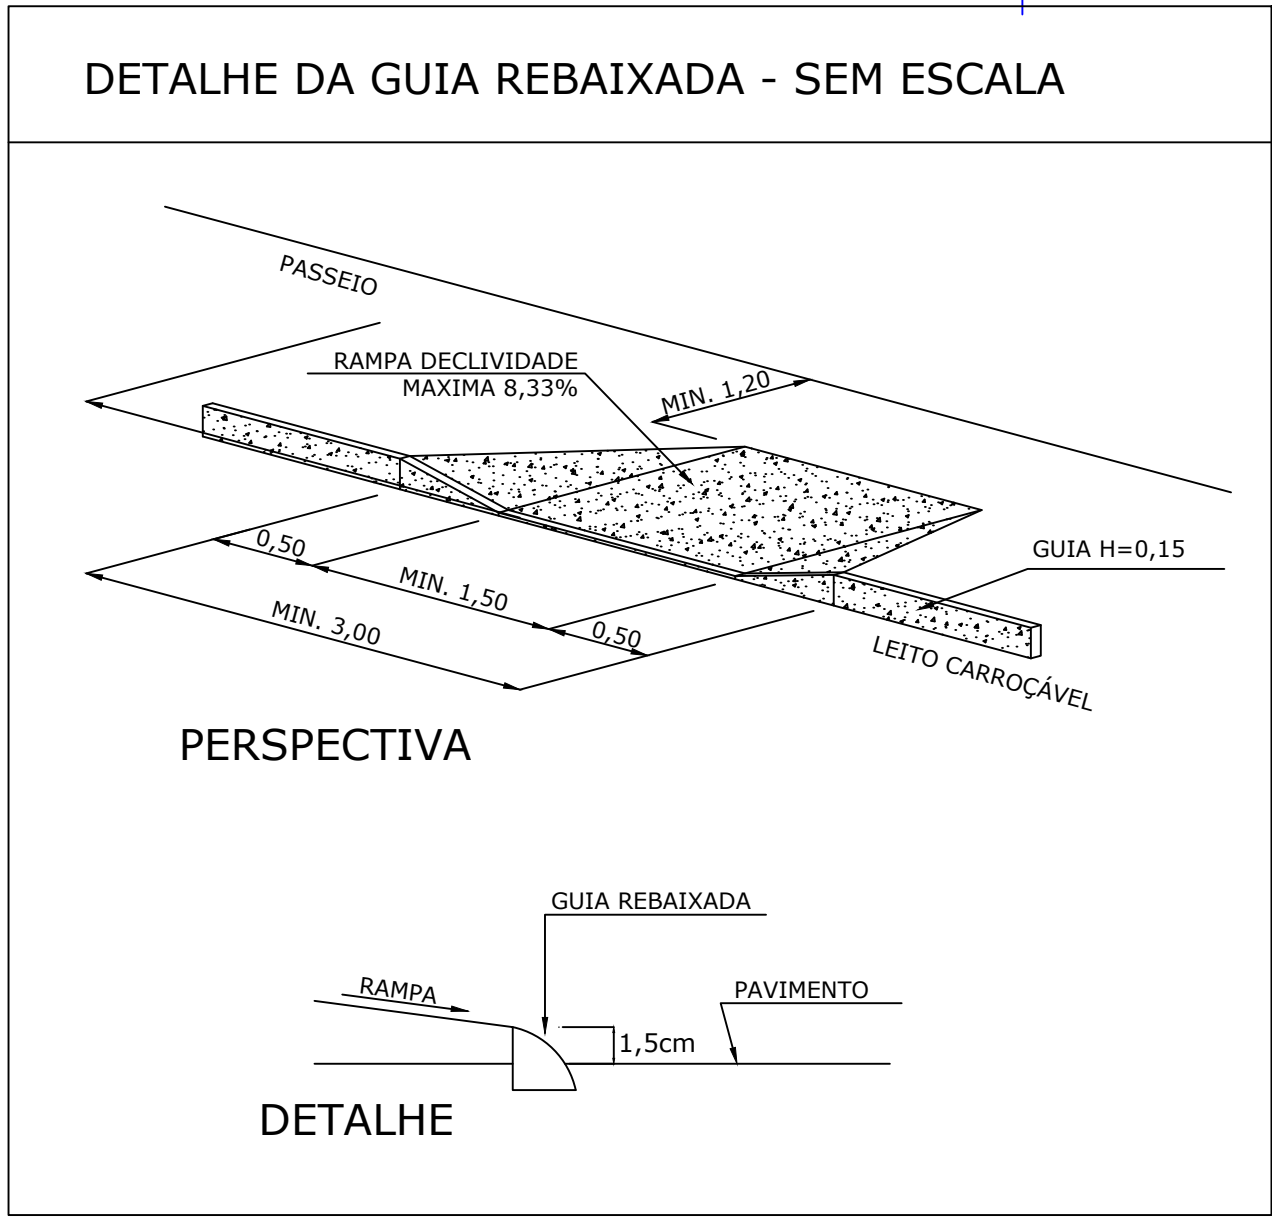 DETALHE DA GUIA REBAIXADA - SEM ESCALA
PASSEIO
RAMPA DECLIVIDADE
MAXIMA 8,33%
MIN. 1,20
GUIA H=0,15
0,50
MIN. 1,50
MIN. 3,00
0,50
LEITO CARROÇÁVEL
PERSPECTIVA
GUIA REBAIXADA
RAMPA
PAVIMENTO
1,5cm
DETALHE